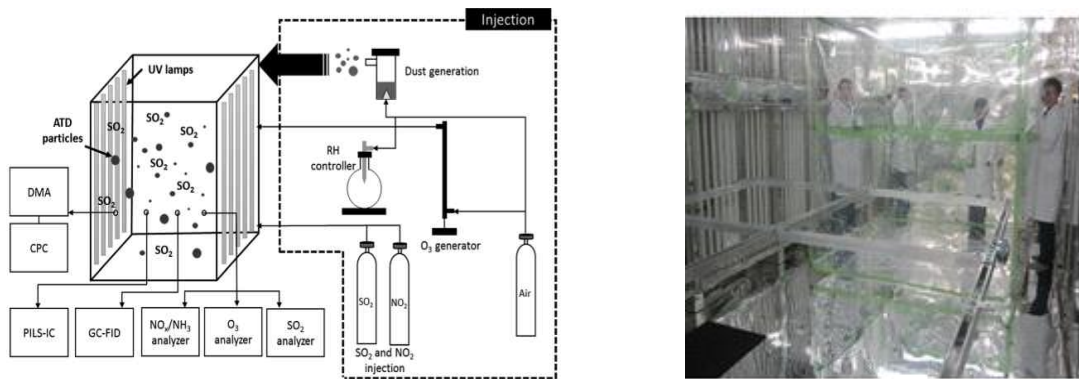 Injection
UV lamps
Dust generation
ATD
particles
SO2
SO2
SO2
SO2
SO2
SO2
SO2
RH
controller
DMA
CPC
O3 generator
SO2
NO2
Air
PILS-IC
GC-FID
NOx/NH3
analyzer
O3
analyzer
SO2
analyzer
SO2 and NO2
injection